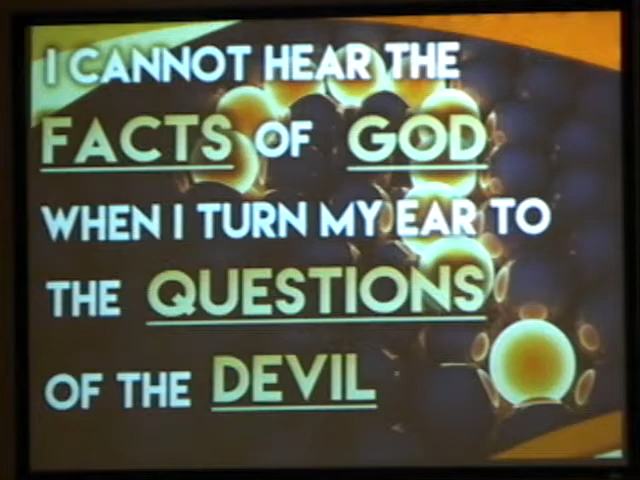 I CANNOT HEAR THE
FACTS OF GOD
WHEN I TURN MY EAR TO
THE QUESTIONS
OF THE DEVIL